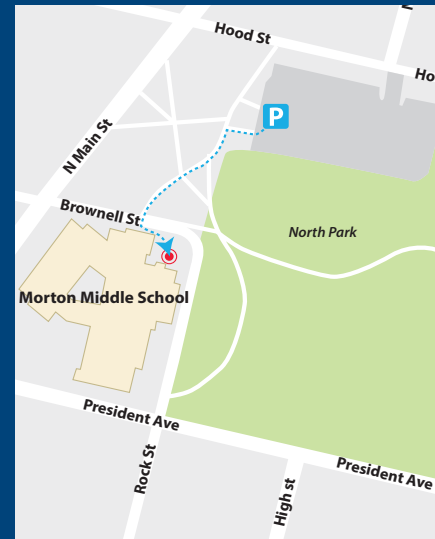 Hood St
Ho
N Main St
P
Brownell St
North Park
Morton Middle School
President Ave
President Ave
Rock St
High st